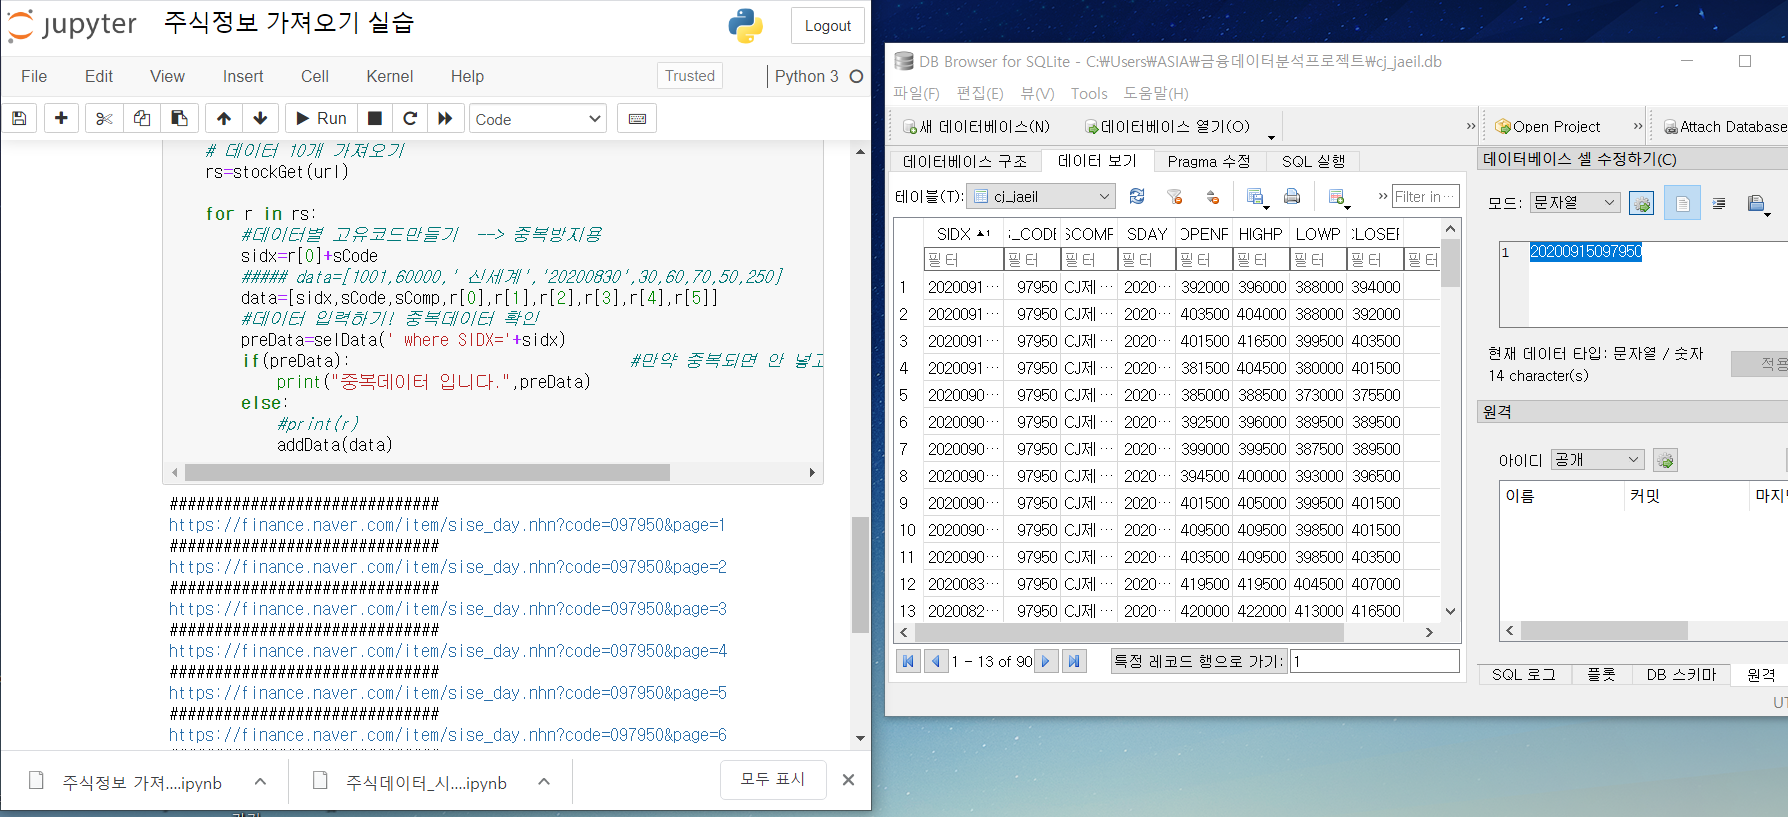 jupyter 주식정보 가져오기 실습
Logout
File Edit View Insert Cell Kernel Help
Trusted
Python 3
Run
Code
# 데이터 10개 가져오기
rs=stockGet(url)
for r in rs:
#데이터별 고유코드만들기 --> 중복방지용
sidx=r[0]+sCode
##### data=[1001,60000,' 신세계','20200830',30,60,70,50,250]
data=[sidx,sCode,sComp,r[0],r[1],r[2],r[3],r[4],r[5]]
#데이터 입력하기! 중복데이터 확인
preData=selData(' where SIDX='+sidx)
if(preData): #만약 중복되면 안 넣고
print("중복데이터 입니다.",preData)
else:
#print(r)
addData(data)
##############################
https://finance.naver.com/item/sise_day.nhn?code=097950&page=1
##############################
https://finance.naver.com/item/sise_day.nhn?code=097950&page=2
##############################
https://finance.naver.com/item/sise_day.nhn?code=097950&page=3
##############################
https://finance.naver.com/item/sise_day.nhn?code=097950&page=4
##############################
https://finance.naver.com/item/sise_day.nhn?code=097950&page=5
##############################
https://finance.naver.com/item/sise_day.nhn?code=097950&page=6
주식정보 가져....ipynb
주식데이터_시....ipynb
모두 표시
DB Browser for SQLite - C:₩Users₩ASIA₩금융데이터분석프로젝트₩cj_jaeil.db
파일(F) 편집(E) 뷰(V) Tools 도움말(H)
새 데이터베이스(N) 데이터베이스 열기(O) » Open Project » Attach Database
데이터베이스 구조 데이터 보기 Pragma 수정 SQL 실행
테이블(T): cj_jaeil » Filter in…
SIDX ▲1 S_CODE SCOMP SDAY OPENP HIGHP LOWP CLOSEP
필터 필터 필터 필터 필터 필터 필터 필터 필터
1 2020091… 97950 CJ제… 2020… 392000 396000 388000 394000
2 2020091… 97950 CJ제… 2020… 403500 404000 388000 392000
3 2020091… 97950 CJ제… 2020… 401500 416500 399500 403500
4 2020091… 97950 CJ제… 2020… 381500 404500 380000 401500
5 2020090… 97950 CJ제… 2020… 385000 388500 373000 375500
6 2020090… 97950 CJ제… 2020… 392500 396000 389500 389500
7 2020090… 97950 CJ제… 2020… 399000 399500 387500 389500
8 2020090… 97950 CJ제… 2020… 394500 400000 393000 396500
9 2020090… 97950 CJ제… 2020… 401500 405000 399500 401500
10 2020090… 97950 CJ제… 2020… 409500 409500 398500 401500
11 2020090… 97950 CJ제… 2020… 403500 409500 398500 403500
12 2020083… 97950 CJ제… 2020… 419500 419500 404500 407000
13 2020082… 97950 CJ제… 2020… 420000 422000 413000 416500
1 - 13 of 90
특정 레코드 행으로 가기: 1
데이터베이스 셀 수정하기(C)
모드: 문자열
1 20200915097950
현재 데이터 타입: 문자열 / 숫자
14 character(s)
적용
원격
아이디 공개
이름 커밋 마지막
SQL 로그 플롯 DB 스키마 원격
UT